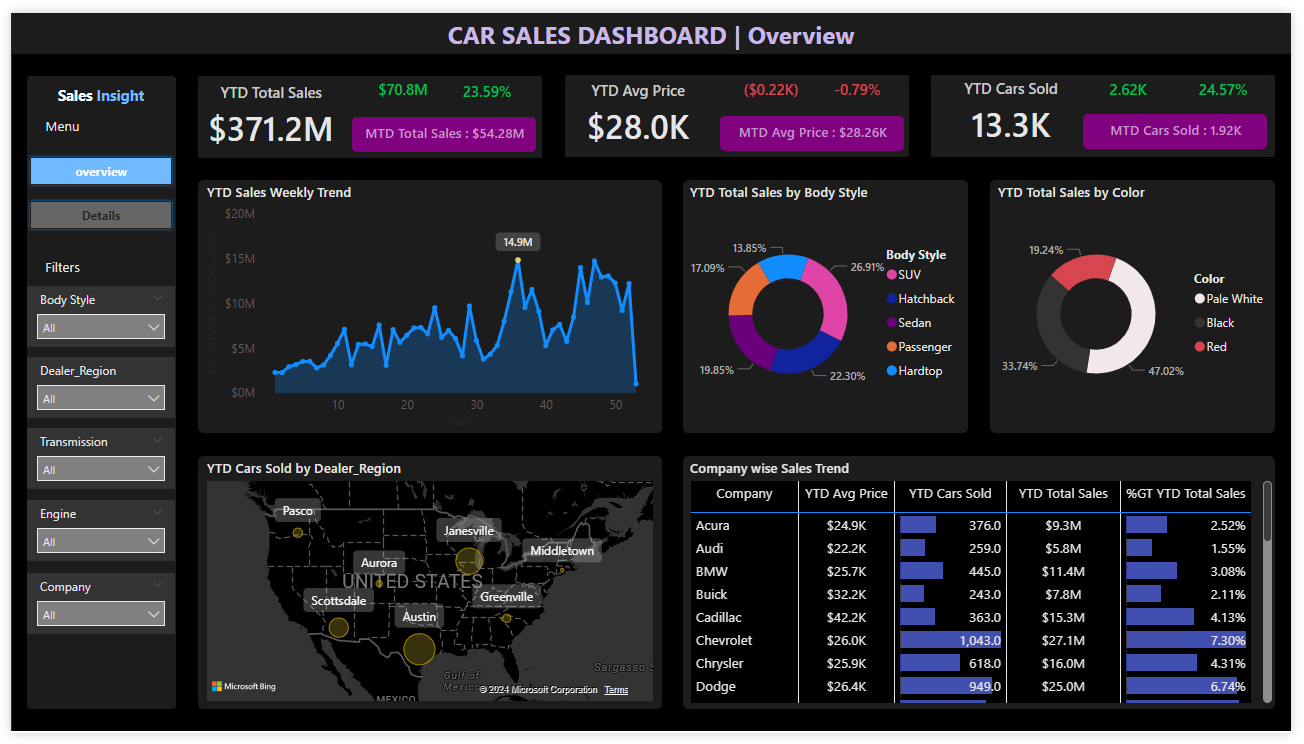 CAR SALES DASHBOARD | Overview
Sales Insight
Menu
overview
Details
Filters
Body Style
All
Dealer_Region
All
Transmission
All
Engine
All
Company
All
YTD Total Sales
$70.8M
23.59%
$371.2M
MTD Total Sales : $54.28M
YTD Avg Price
($0.22K)
-0.79%
$28.0K
MTD Avg Price : $28.26K
YTD Cars Sold
2.62K
24.57%
13.3K
MTD Cars Sold : 1.92K
YTD Sales Weekly Trend
$20M
$15M
$10M
$5M
$0M
14.9M
10 20 30 40 50
Week
YTD Total Sales by Body Style
13.85%
17.09%
26.91%
19.85%
22.30%
Body Style
SUV
Hatchback
Sedan
Passenger
Hardtop
YTD Total Sales by Color
19.24%
33.74%
47.02%
Color
Pale White
Black
Red
YTD Cars Sold by Dealer_Region
Pasco
Janesville
Middletown
Aurora
UNITED STATES
Scottsdale
Greenville
Austin
Sargasso S
Gulf of
Mexico
MEXICO
Microsoft Bing
© 2024 Microsoft Corporation Terms
Company wise Sales Trend
Company YTD Avg Price YTD Cars Sold YTD Total Sales %GT YTD Total Sales
Acura $24.9K 376.0 $9.3M 2.52%
Audi $22.2K 259.0 $5.8M 1.55%
BMW $25.7K 445.0 $11.4M 3.08%
Buick $32.2K 243.0 $7.8M 2.11%
Cadillac $42.2K 363.0 $15.3M 4.13%
Chevrolet $26.0K 1,043.0 $27.1M 7.30%
Chrysler $25.9K 618.0 $16.0M 4.31%
Dodge $26.4K 949.0 $25.0M 6.74%